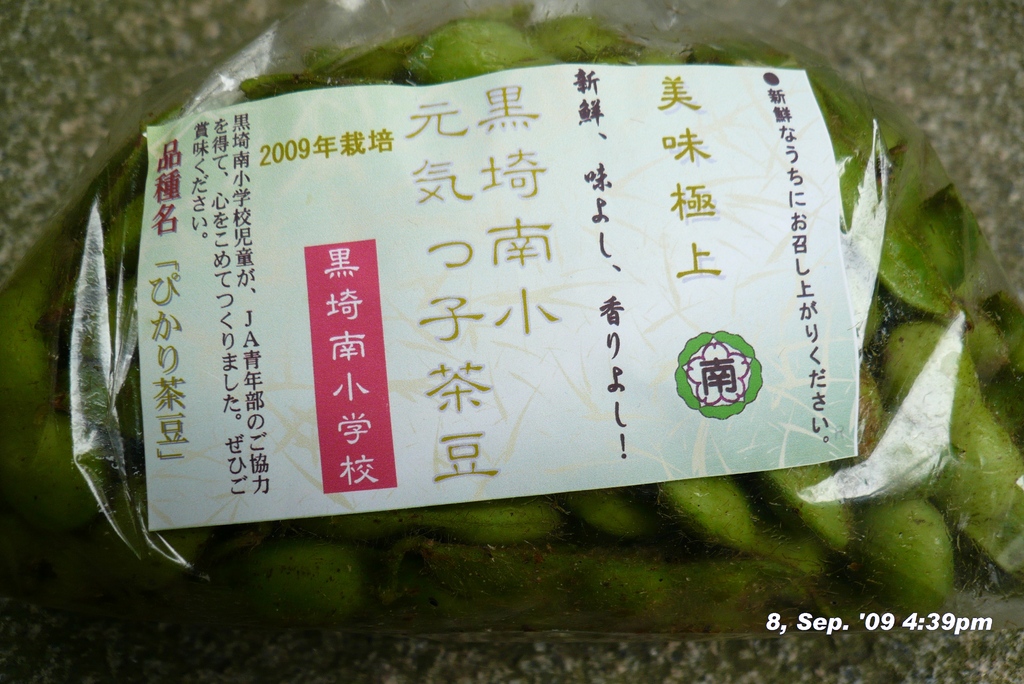 ●新鮮なうちにお召し上がりください。
美味極上
南
新鮮、味よし、香りよし！
黒埼南小
元気っ子茶豆
2009年栽培
黒埼南小学校
黒埼南小学校児童が、JA青年部のご協力
を得て、心をこめてつくりました。ぜひご
賞味ください。
品種名「ぴかり茶豆」
8, Sep. '09 4:39pm